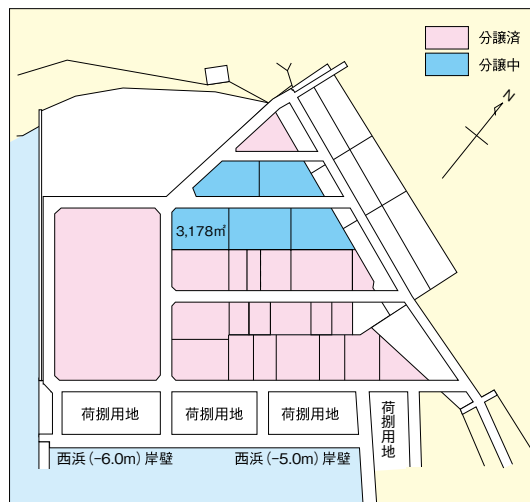 分譲済
分譲中
N
3,178㎡
荷捌用地
荷捌用地
荷捌用地
荷捌用地
西浜(-6.0m)岸壁
西浜(-5.0m)岸壁